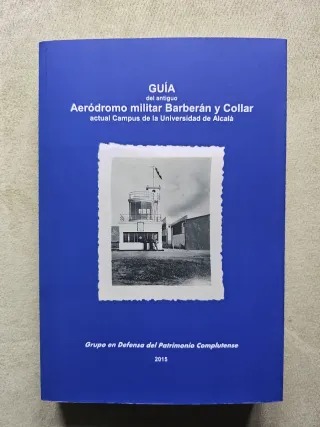 GUÍA
del antiguo
Aeródromo militar Barberán y Collar
actual Campus de la Universidad de Alcalá
Grupo en Defensa del Patrimonio Complutense
2015